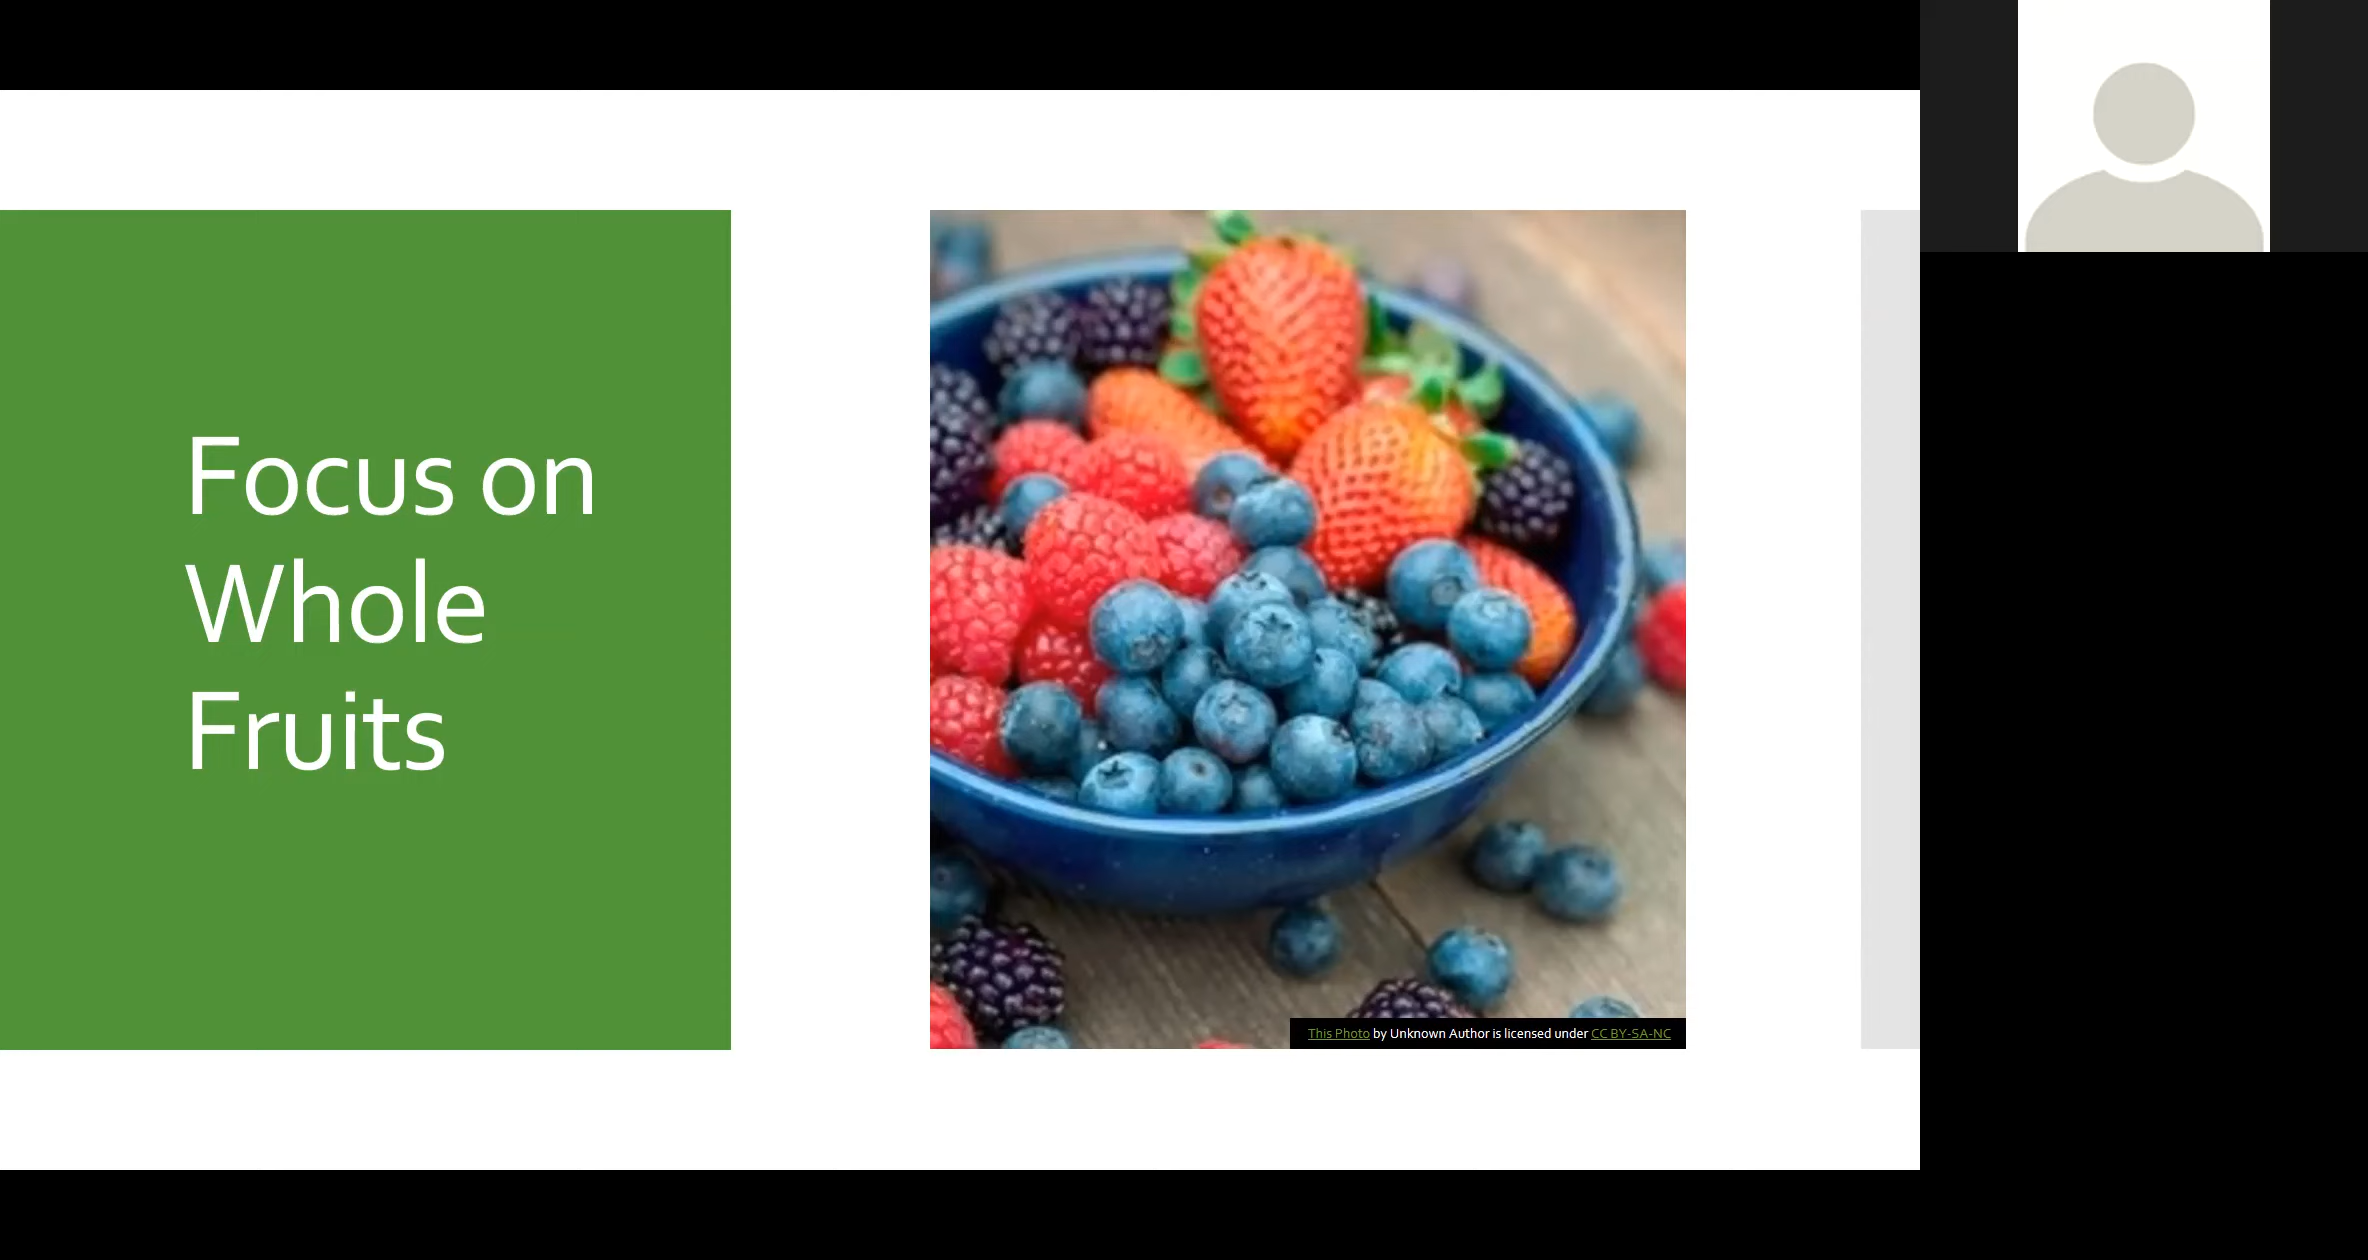 Focus on
Whole
Fruits
This Photo by Unknown Author is licensed under CC BY-SA-NC